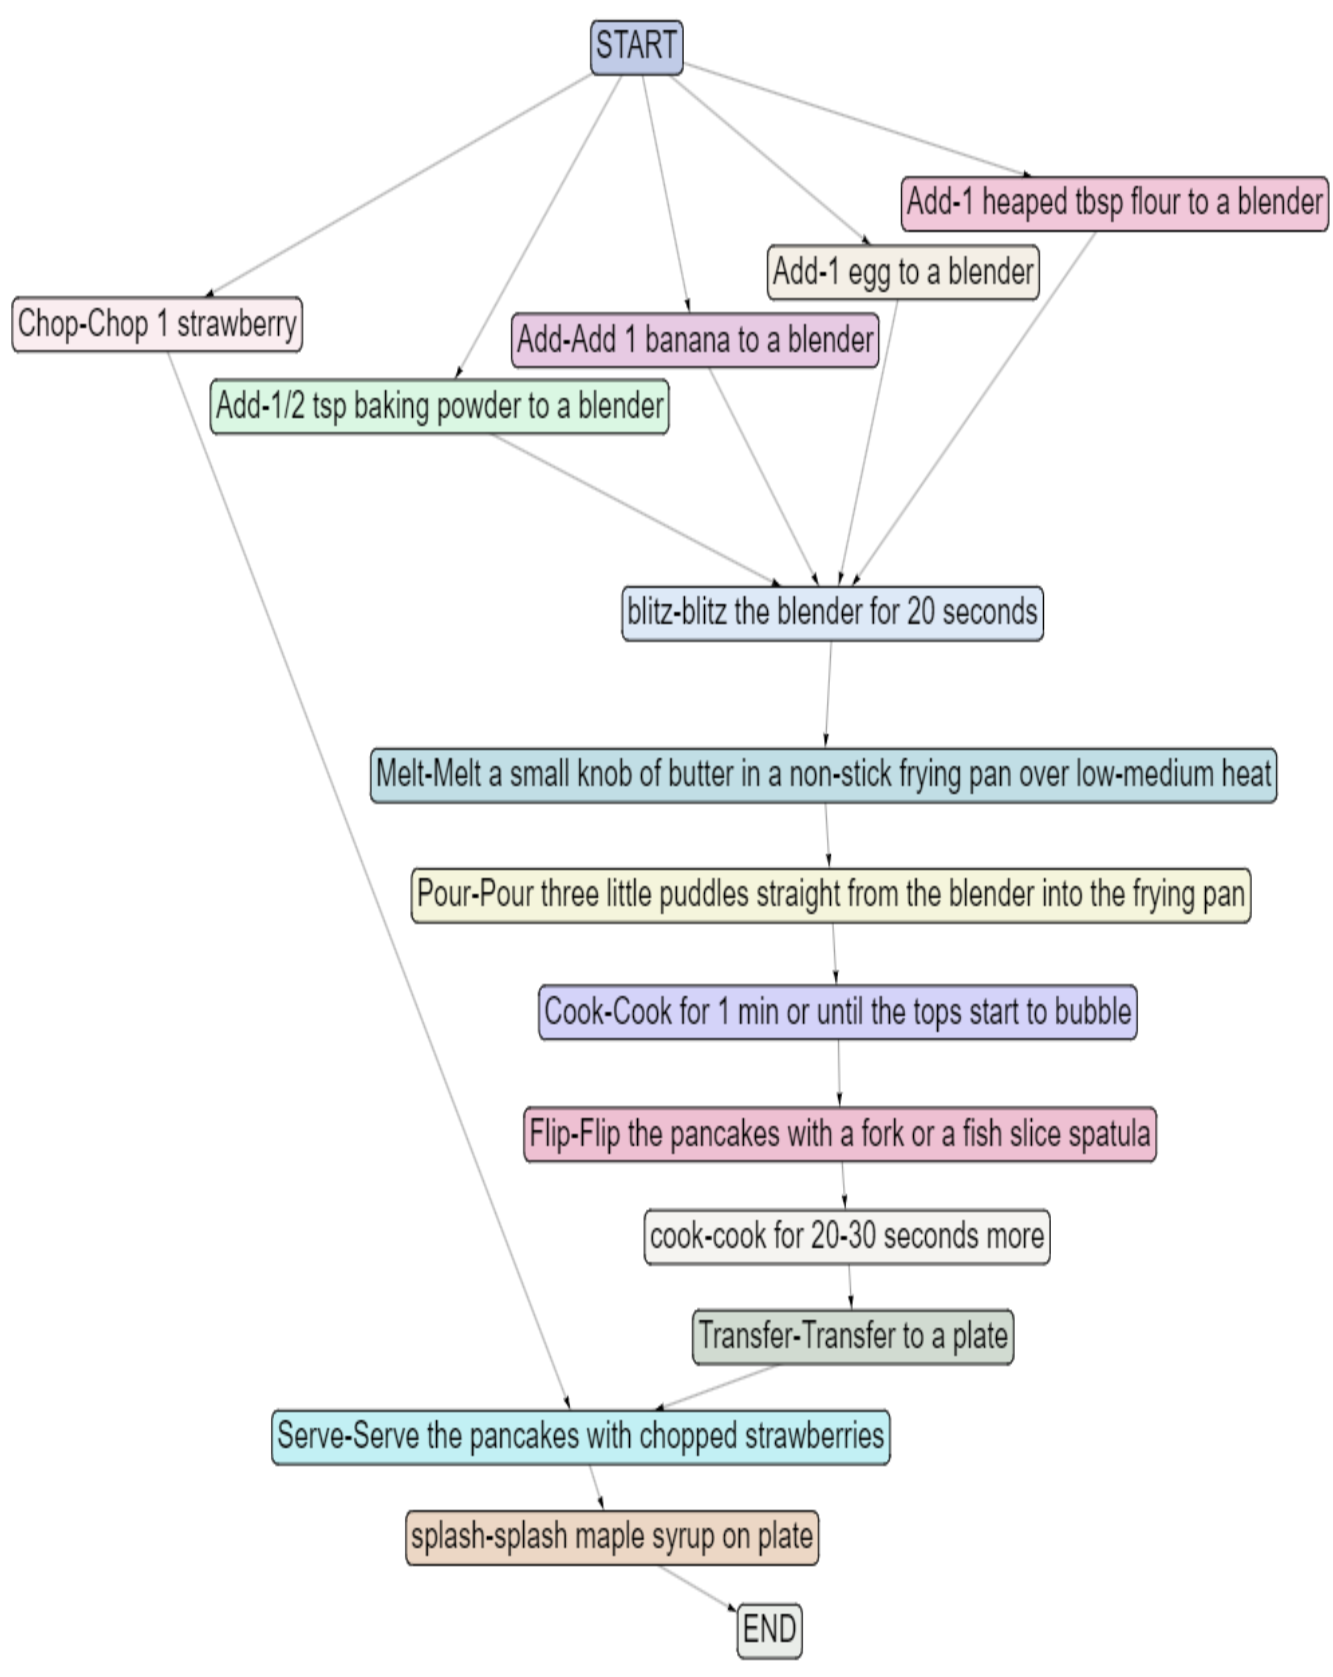 START
Add-1 heaped tbsp flour to a blender
Add-1 egg to a blender
Chop-Chop 1 strawberry
Add-Add 1 banana to a blender
Add-1/2 tsp baking powder to a blender
blitz-blitz the blender for 20 seconds
Melt-Melt a small knob of butter in a non-stick frying pan over low-medium heat
Pour-Pour three little puddles straight from the blender into the frying pan
Cook-Cook for 1 min or until the tops start to bubble
Flip-Flip the pancakes with a fork or a fish slice spatula
cook-cook for 20-30 seconds more
Transfer-Transfer to a plate
Serve-Serve the pancakes with chopped strawberries
splash-splash maple syrup on plate
END